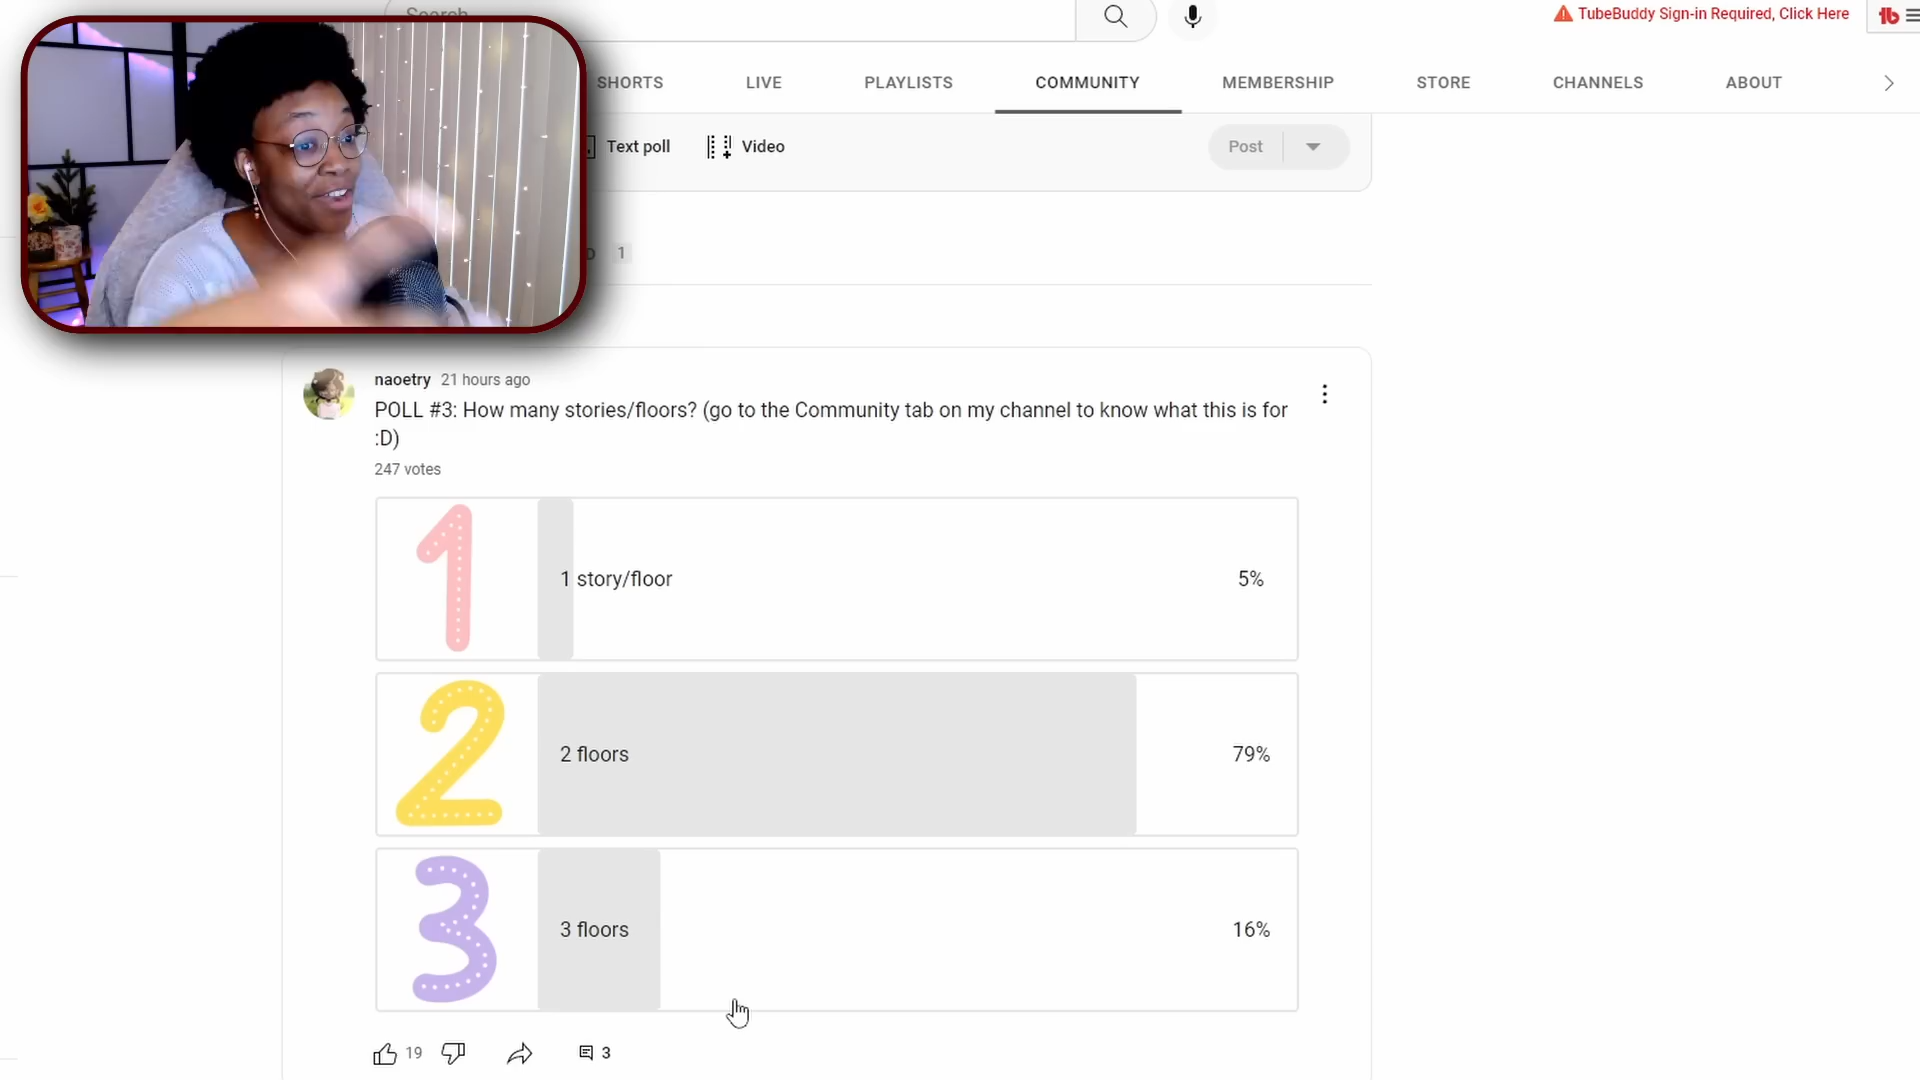 Search
TubeBuddy Sign-in Required, Click Here
tb
SHORTS
LIVE
PLAYLISTS
COMMUNITY
MEMBERSHIP
STORE
CHANNELS
ABOUT
Text poll
Video
Post
1
naoetry 21 hours ago
POLL #3: How many stories/floors? (go to the Community tab on my channel to know what this is for
:D)
247 votes
1
1 story/floor
5%
2
2 floors
79%
3
3 floors
16%
19
3